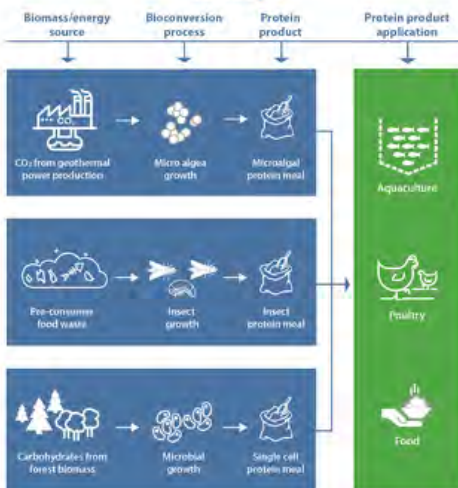 Biomass/energy
source
Bioconversion
process
Protein
product
Protein product
application
CO₂ from geothermal
power production
Micro algea
growth
Microalgal
protein meal
Aquaculture
Pre-consumer
food waste
Insect
growth
Insect
protein meal
Poultry
Carbohydrates from
forest biomass
Microbial
growth
Single cell
protein meal
Food